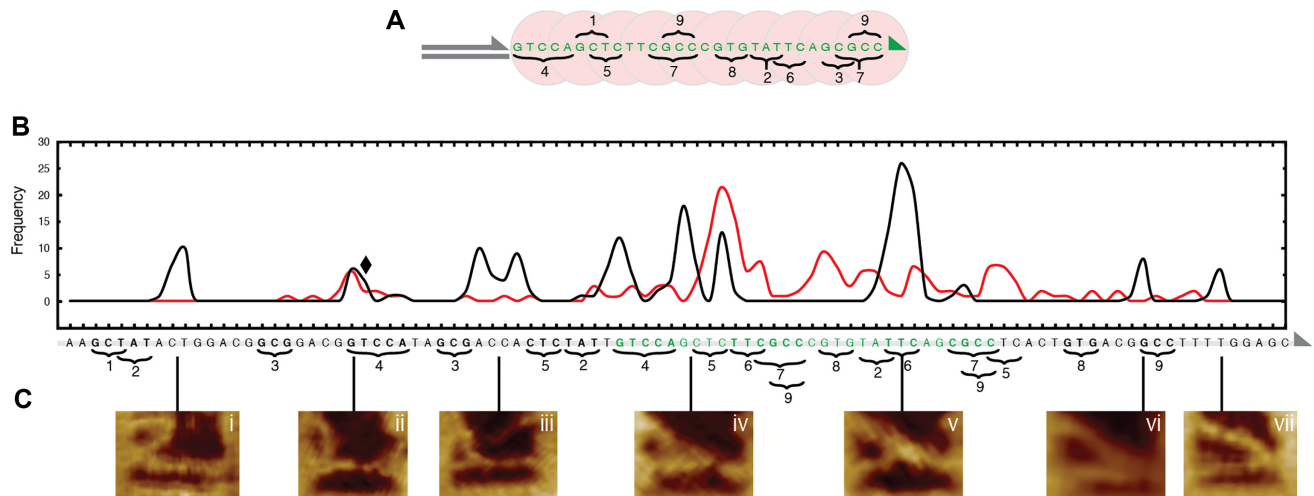 A
1 9 9
GTCCAGCTCTTCGCCCGTGTATTCAGCGCC
4 5 7 8 2 6 3 7
B
Frequency
30
25
20
15
10
5
0
AAGCTATACTGGACGGCGGACGGTCCATAGCGACCACTCTATTGTCCAGCTCTTCGCCCGTGTATTCAGCGCCTCACTGTGACGGCCTTTTGGAGC
1 2 3 4 3 5 2 4 5 6 7 8 2 6 7 5 8 9
9 9
C
i ii iii iv v vi vii